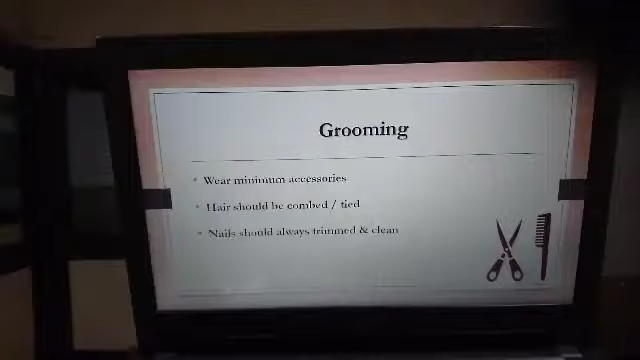 Grooming
• Wear minimum accessories
• Hair should be combed / tied
• Nails should always trimmed & clean